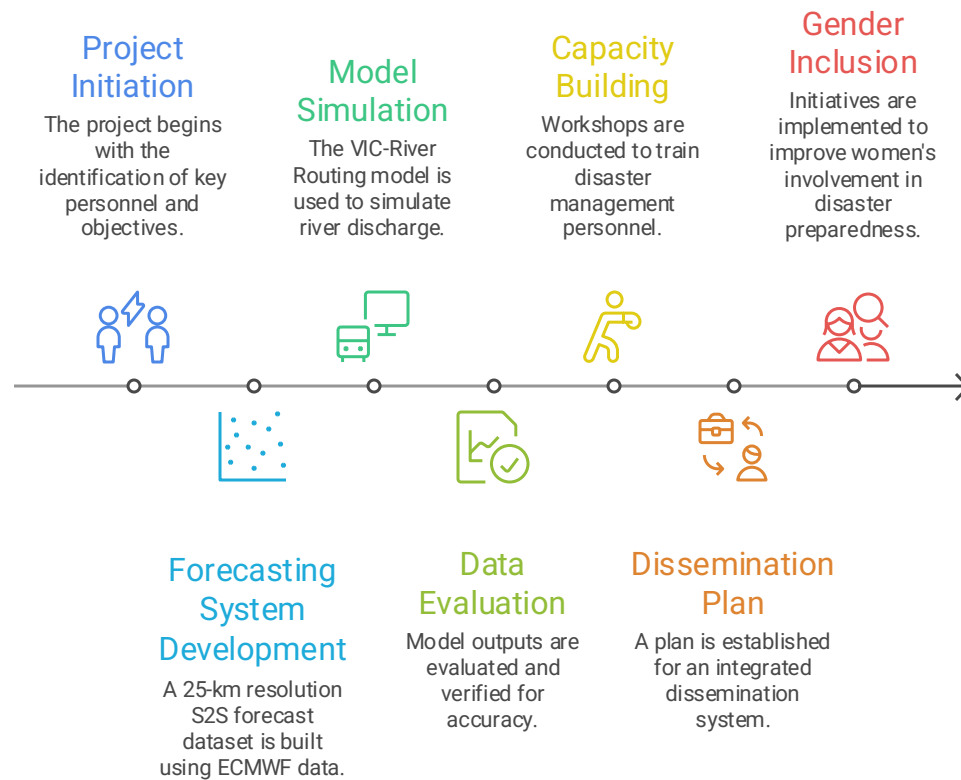 Project
Initiation
The project begins
with the
identification of key
personnel and
objectives.
Model
Simulation
The VIC-River
Routing model is
used to simulate
river discharge.
Capacity
Building
Workshops are
conducted to train
disaster
management
personnel.
Gender
Inclusion
Initiatives are
implemented to
improve women's
involvement in
disaster
preparedness.
Forecasting
System
Development
A 25-km resolution
S2S forecast
dataset is built
using ECMWF data.
Data
Evaluation
Model outputs are
evaluated and
verified for
accuracy.
Dissemination
Plan
A plan is established
for an integrated
dissemination
system.